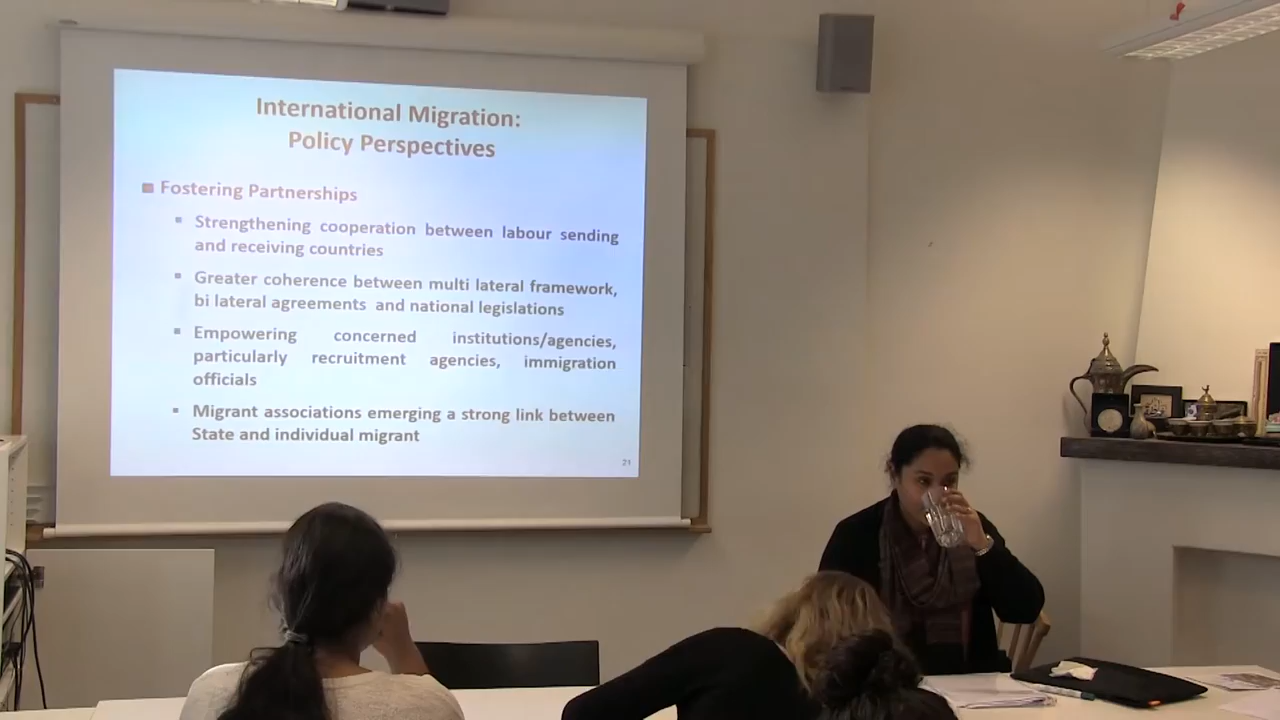 International Migration:
Policy Perspectives
Fostering Partnerships
Strengthening cooperation between labour sending
and receiving countries
Greater coherence between multi lateral framework,
bi lateral agreements and national legislations
Empowering concerned institutions/agencies,
particularly recruitment agencies, immigration
officials
Migrant associations emerging a strong link between
State and individual migrant
21